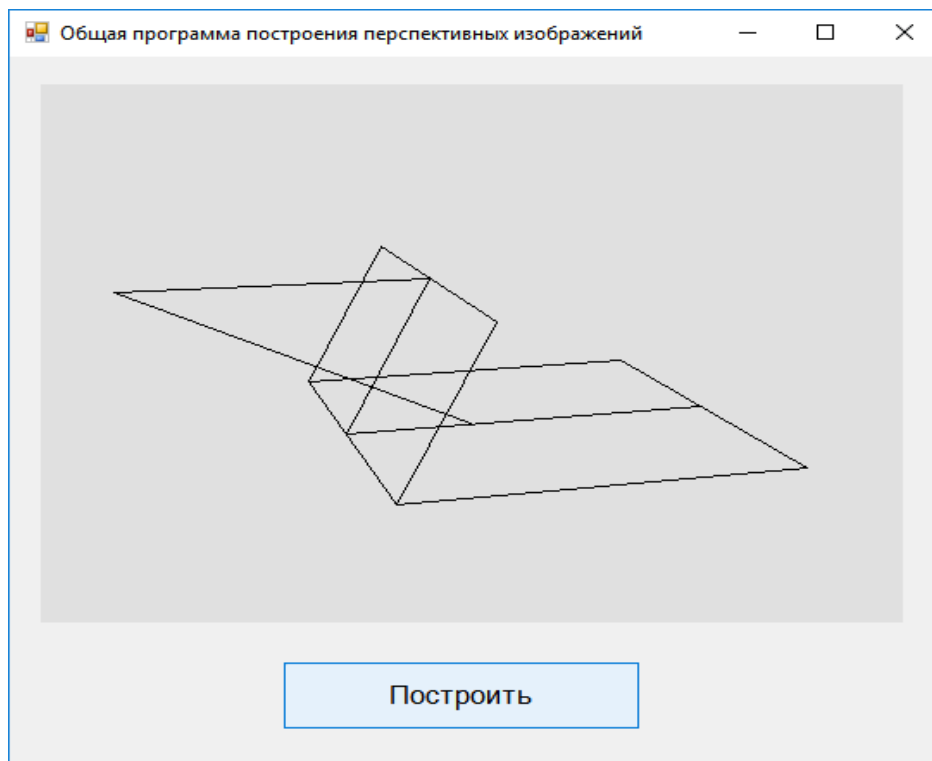 Общая программа построения перспективных изображений
Построить